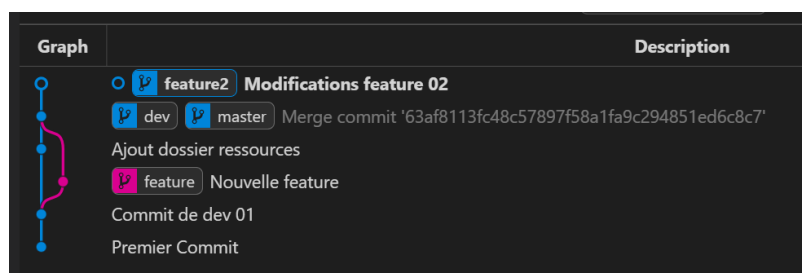 Graph Description
feature2 Modifications feature 02
dev master Merge commit '63af8113fc48c57897f58a1fa9c294851ed6c8c7'
Ajout dossier ressources
feature Nouvelle feature
Commit de dev 01
Premier Commit